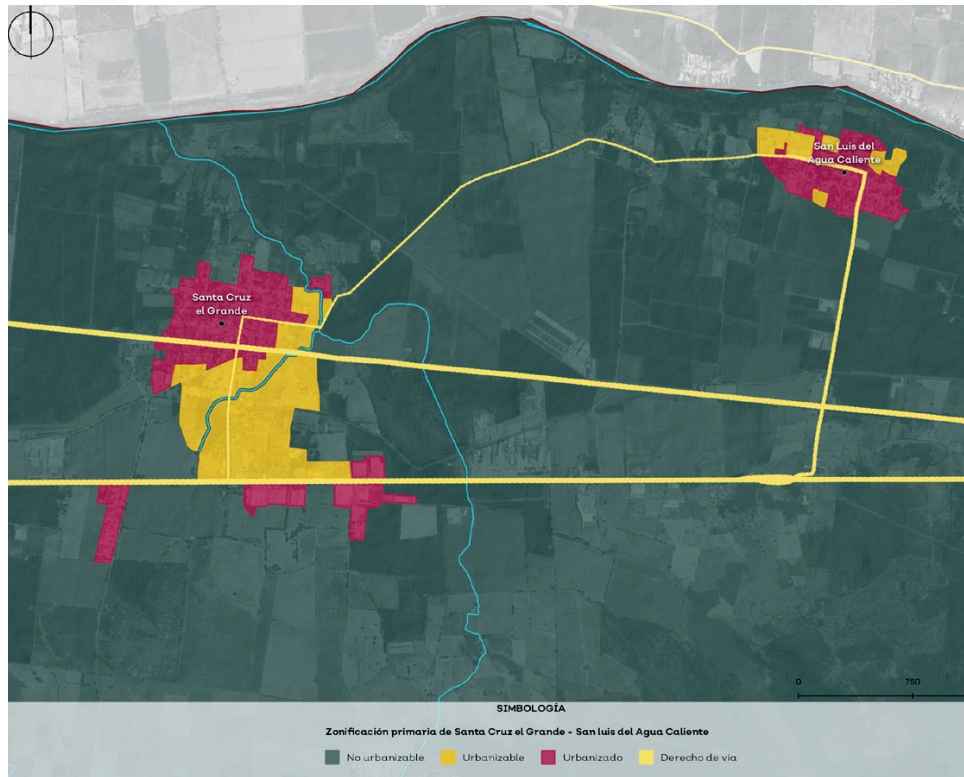 San Luis del
Agua Caliente
Santa Cruz
el Grande
0 750
SIMBOLOGÍA
Zonificación primaria de Santa Cruz el Grande - San luis del Agua Caliente
No urbanizable Urbanizable Urbanizado Derecho de vía